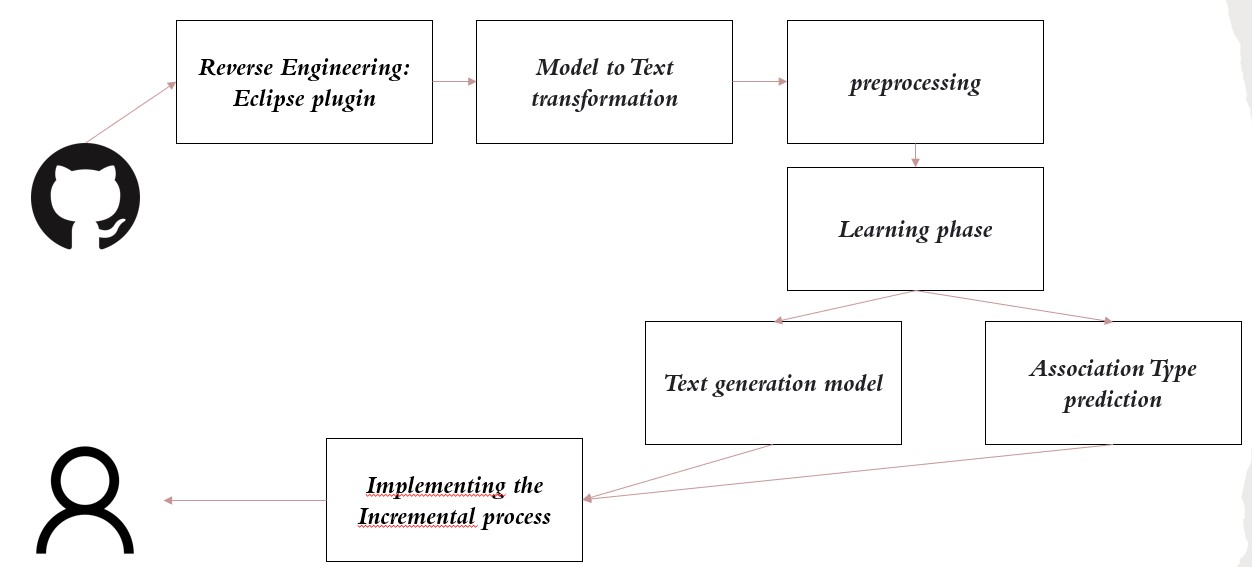 Reverse Engineering:
Eclipse plugin
Model to Text
transformation
preprocessing
Learning phase
Text generation model
Association Type
prediction
Implementing the
Incremental process